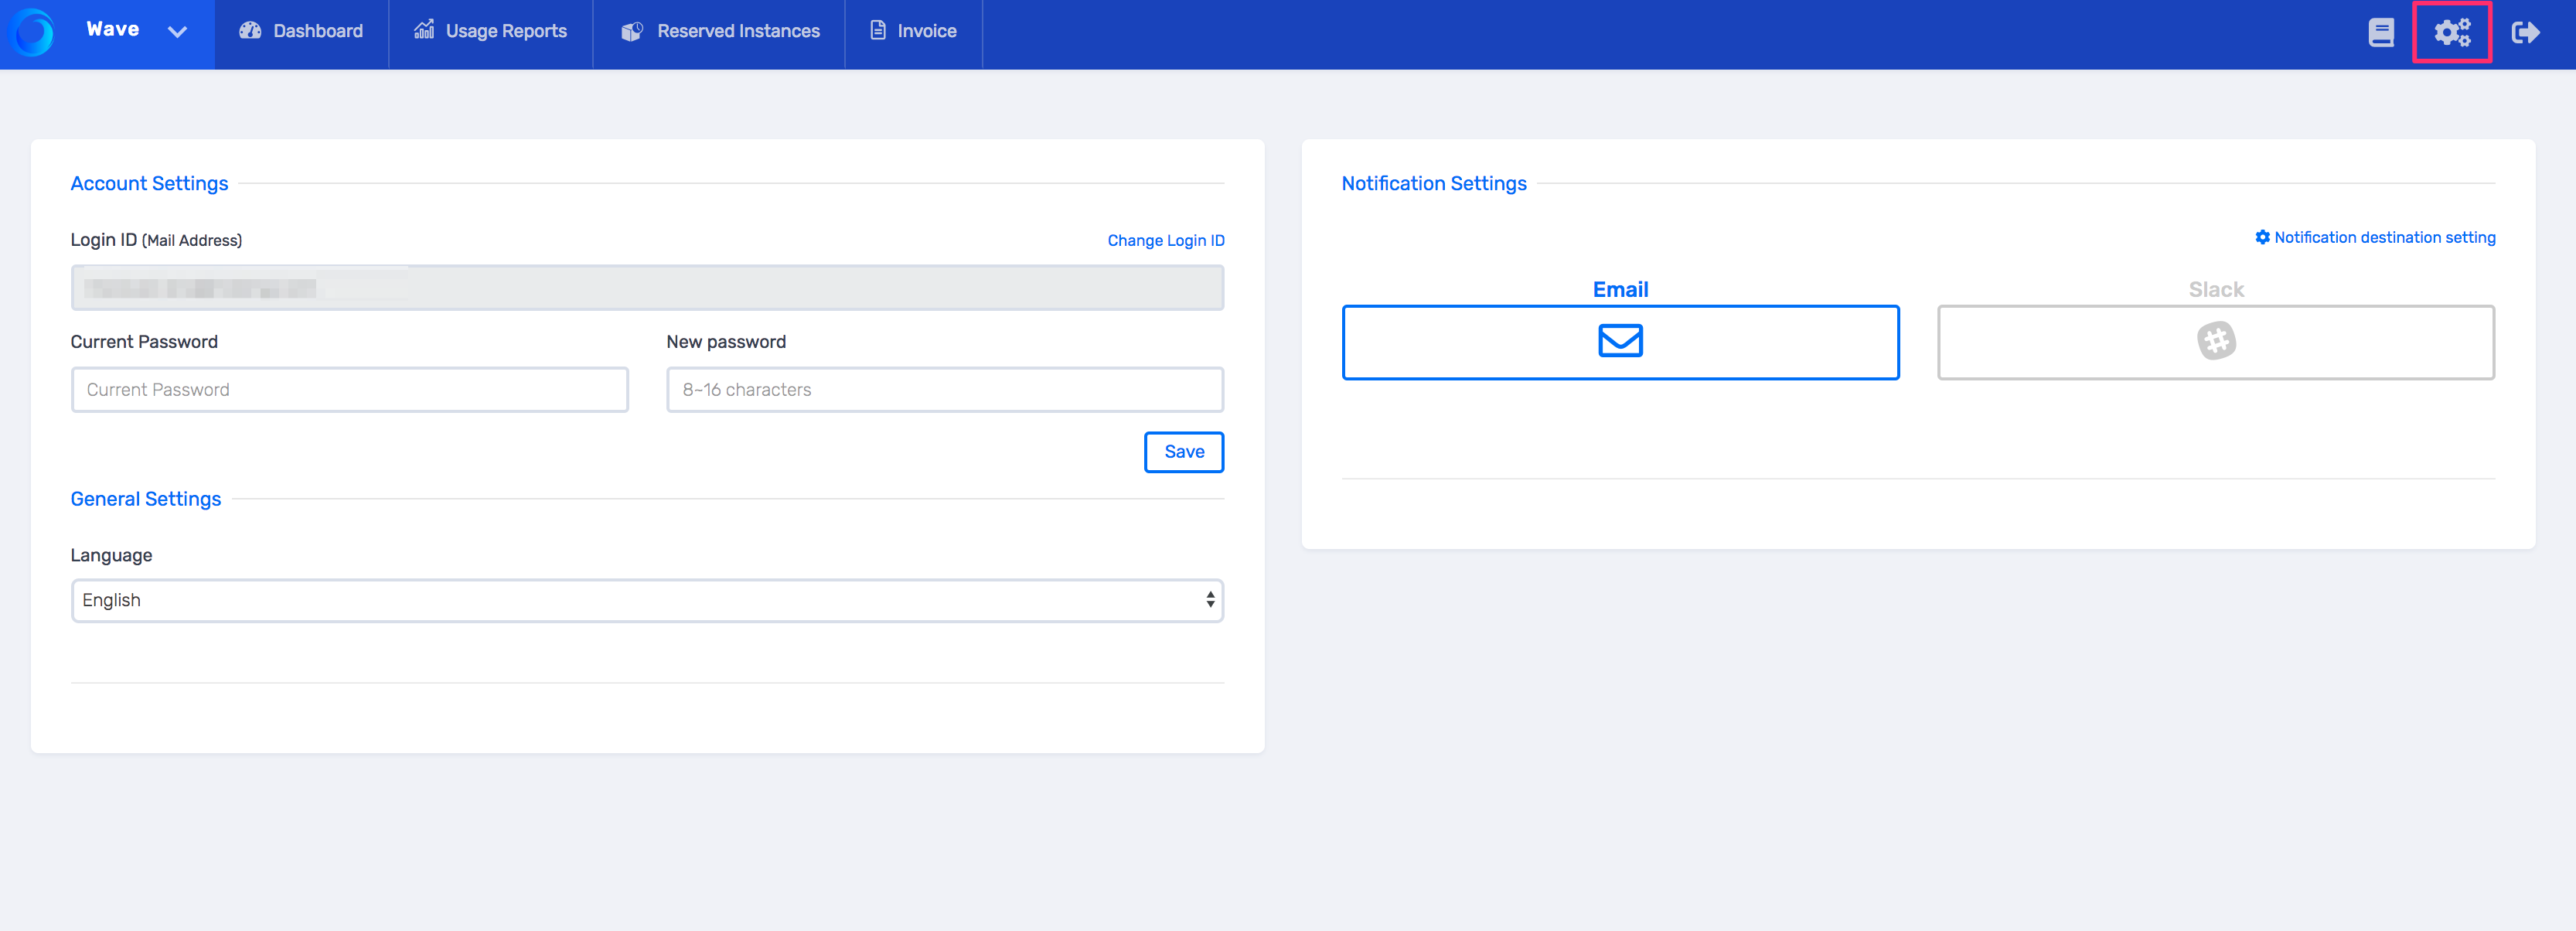 Wave
Dashboard
Usage Reports
Reserved Instances
Invoice
Account Settings
Login ID (Mail Address)
Change Login ID
Current Password
New password
Current Password
8~16 characters
Save
General Settings
Language
English
Notification Settings
Notification destination setting
Email
Slack